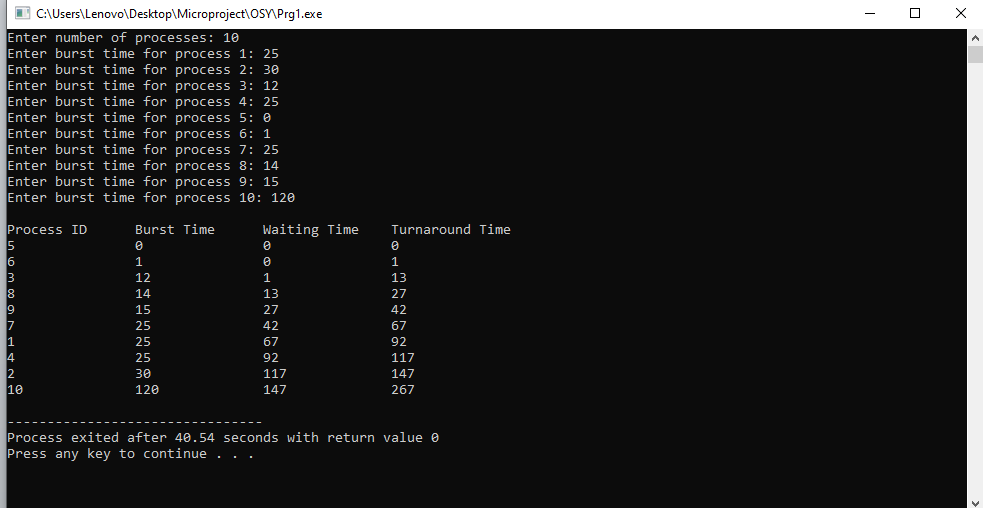 C:\Users\Lenovo\Desktop\Microproject\OSY\Prg1.exe
Enter number of processes: 10
Enter burst time for process 1: 25
Enter burst time for process 2: 30
Enter burst time for process 3: 12
Enter burst time for process 4: 25
Enter burst time for process 5: 0
Enter burst time for process 6: 1
Enter burst time for process 7: 25
Enter burst time for process 8: 14
Enter burst time for process 9: 15
Enter burst time for process 10: 120
Process ID Burst Time Waiting Time Turnaround Time
5 0 0 0
6 1 0 1
3 12 1 13
8 14 13 27
9 15 27 42
7 25 42 67
1 25 67 92
4 25 92 117
2 30 117 147
10 120 147 267
--------------------------------
Process exited after 40.54 seconds with return value 0
Press any key to continue . . .